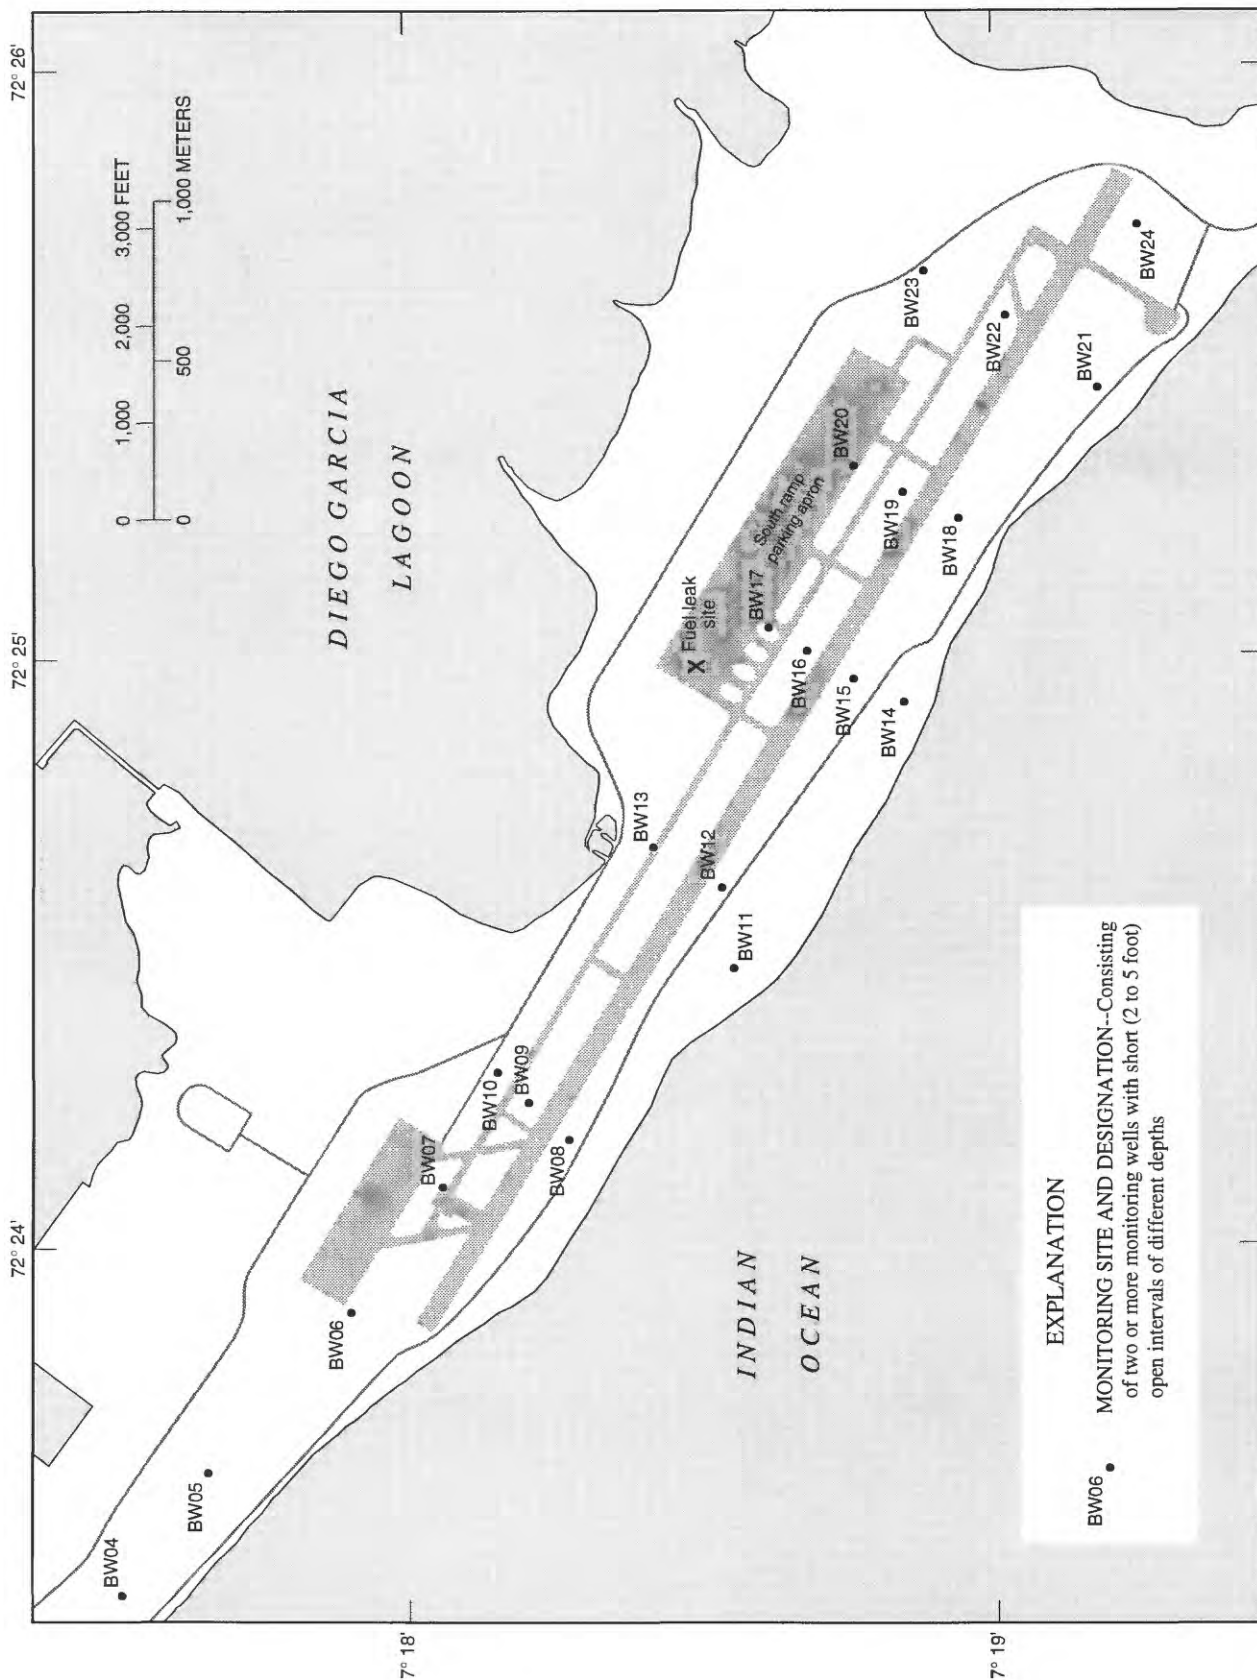 72° 24'
72° 25'
72° 26'
7° 18'
7° 19'
0 1,000 2,000 3,000 FEET
0 500 1,000 METERS
DIEGO GARCIA
LAGOON
INDIAN
OCEAN
BW04
BW05
BW06
BW07
BW08
BW09
BW10
BW11
BW12
BW13
BW14
BW15
BW16
BW17
BW18
BW19
BW20
BW21
BW22
BW23
BW24
X Fuel leak
site
South ramp
parking apron
EXPLANATION
BW06
MONITORING SITE AND DESIGNATION--Consisting
of two or more monitoring wells with short (2 to 5 foot)
open intervals of different depths